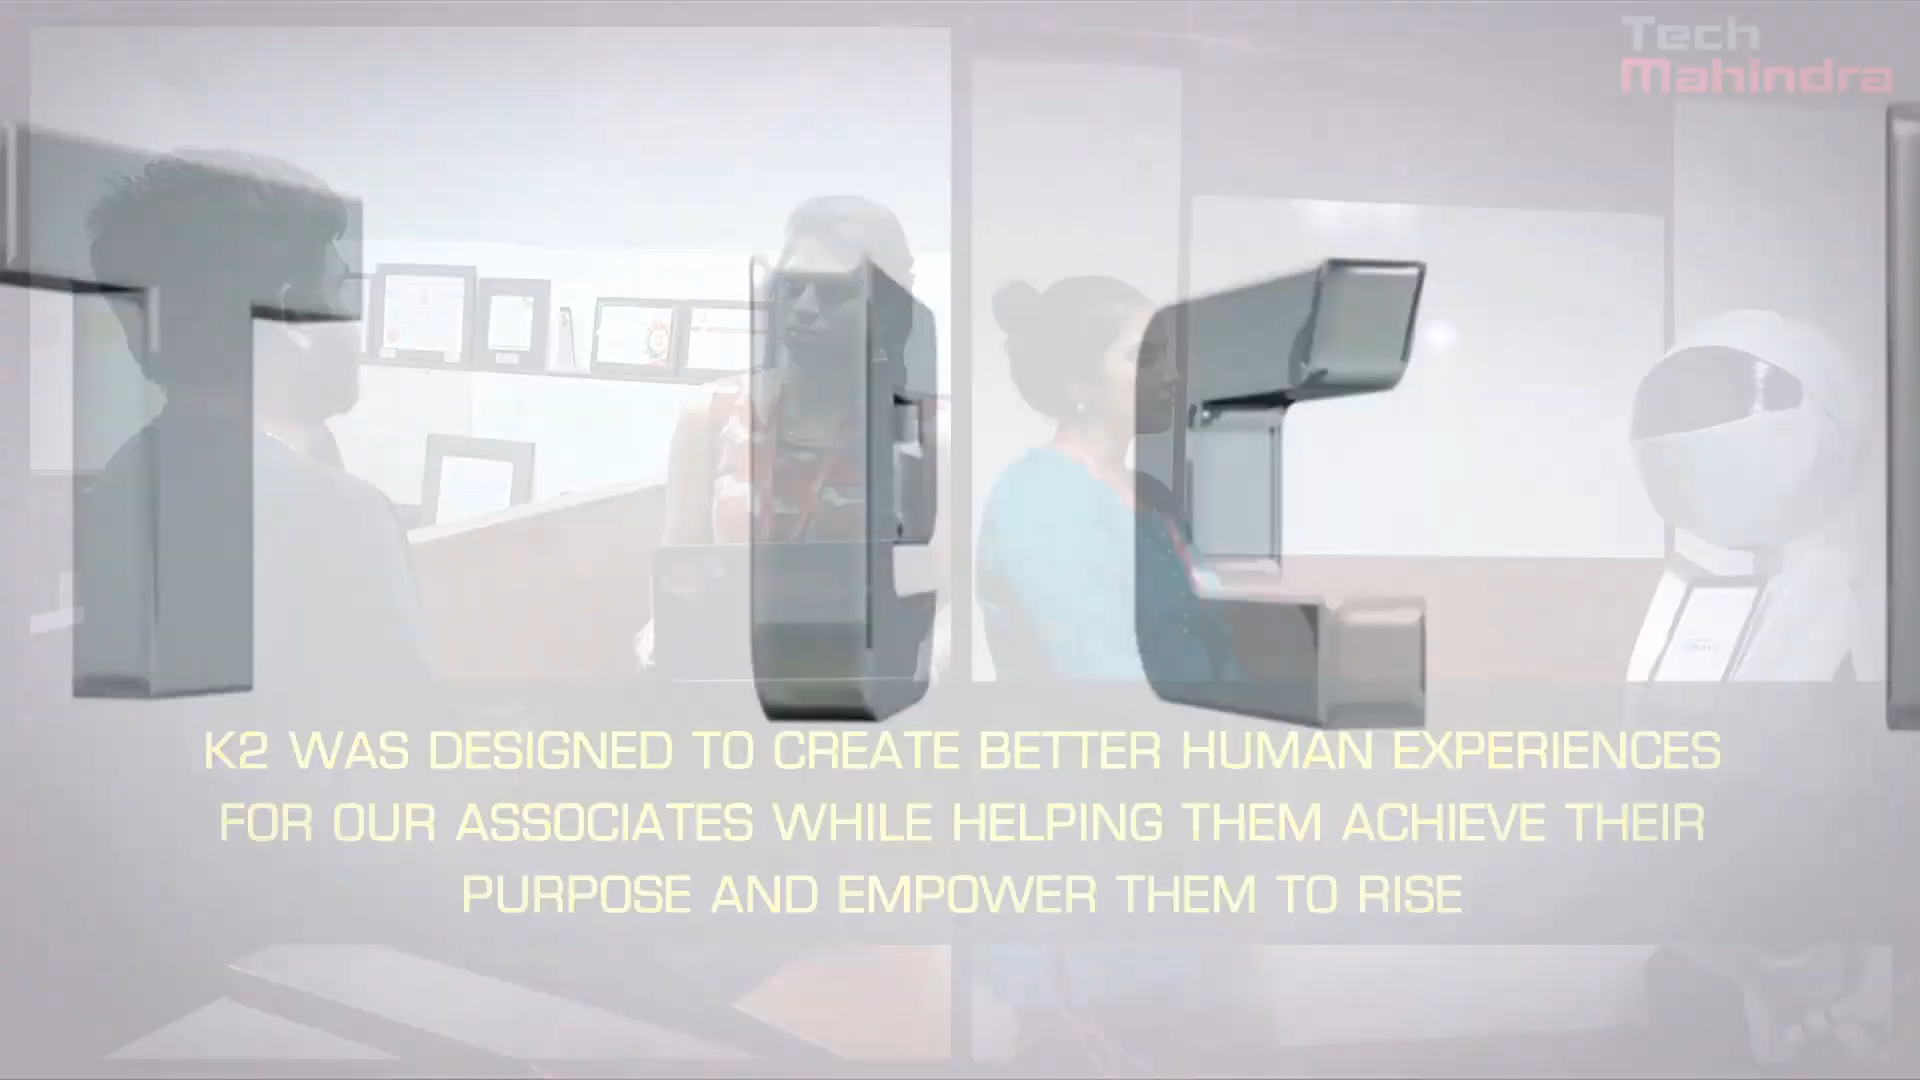 Tech
Mahindra
T E C
K2 WAS DESIGNED TO CREATE BETTER HUMAN EXPERIENCES
FOR OUR ASSOCIATES WHILE HELPING THEM ACHIEVE THEIR
PURPOSE AND EMPOWER THEM TO RISE